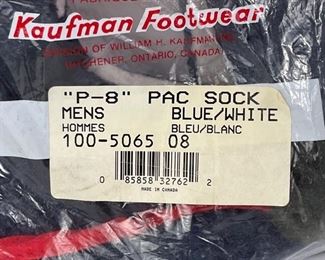 Kaufman Footwear
DIVISION OF WILLIAM H. KAUFMAN INC.
KITCHENER, ONTARIO, CANADA
"P-8" PAC SOCK
MENS BLUE/WHITE
HOMMES BLEU/BLANC
100-5065 08
0 85858 32762 2
MADE IN CANADA